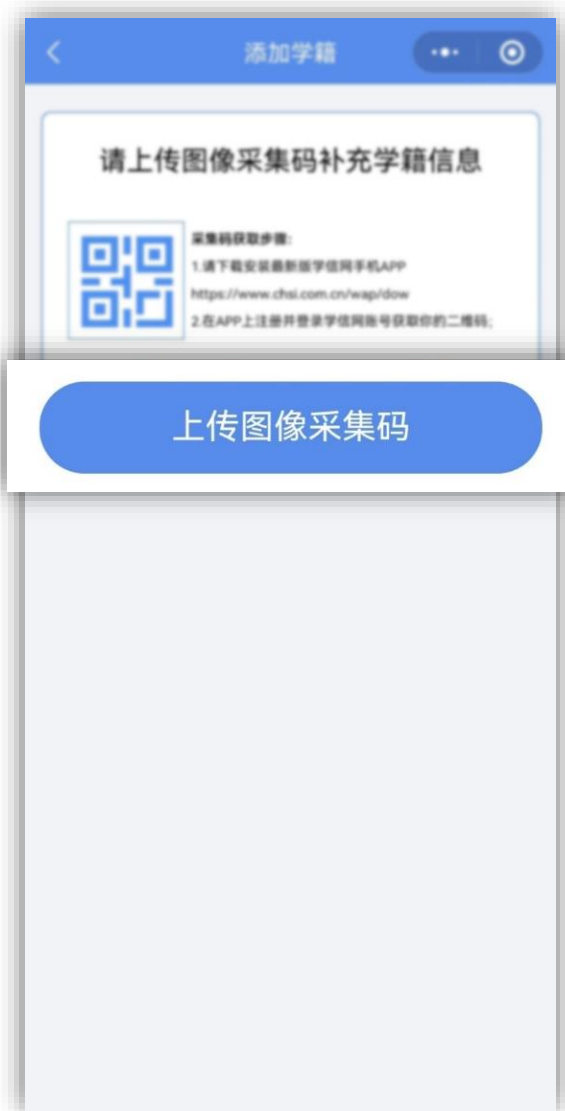 添加学籍
请上传图像采集码补充学籍信息
采集码获取步骤:
1.请下载安装最新版学信网手机APP
https://www.chsi.com.cn/wap/dow
2.在APP上注册并登录学信网账号获取你的二维码;
上传图像采集码